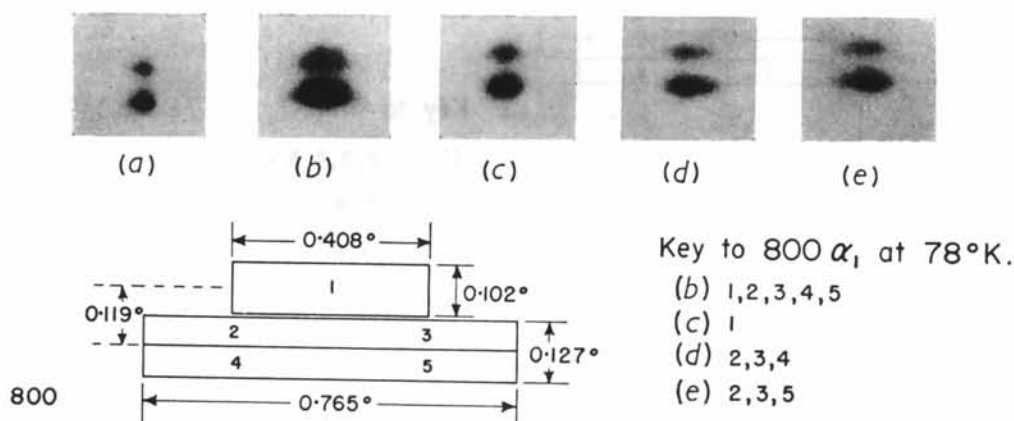 (a) (b) (c) (d) (e)
0·408°
1
0·102°
0·119°
2 3
4 5
0·127°
800
0·765°
Key to 800 α₁ at 78°K.
(b) 1,2,3,4,5
(c) 1
(d) 2,3,4
(e) 2,3,5